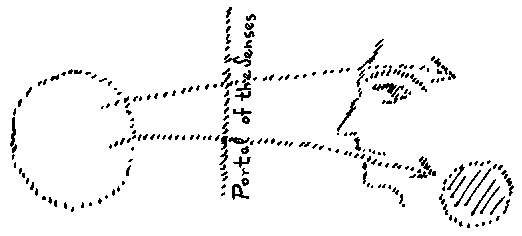 Portal of the Senses